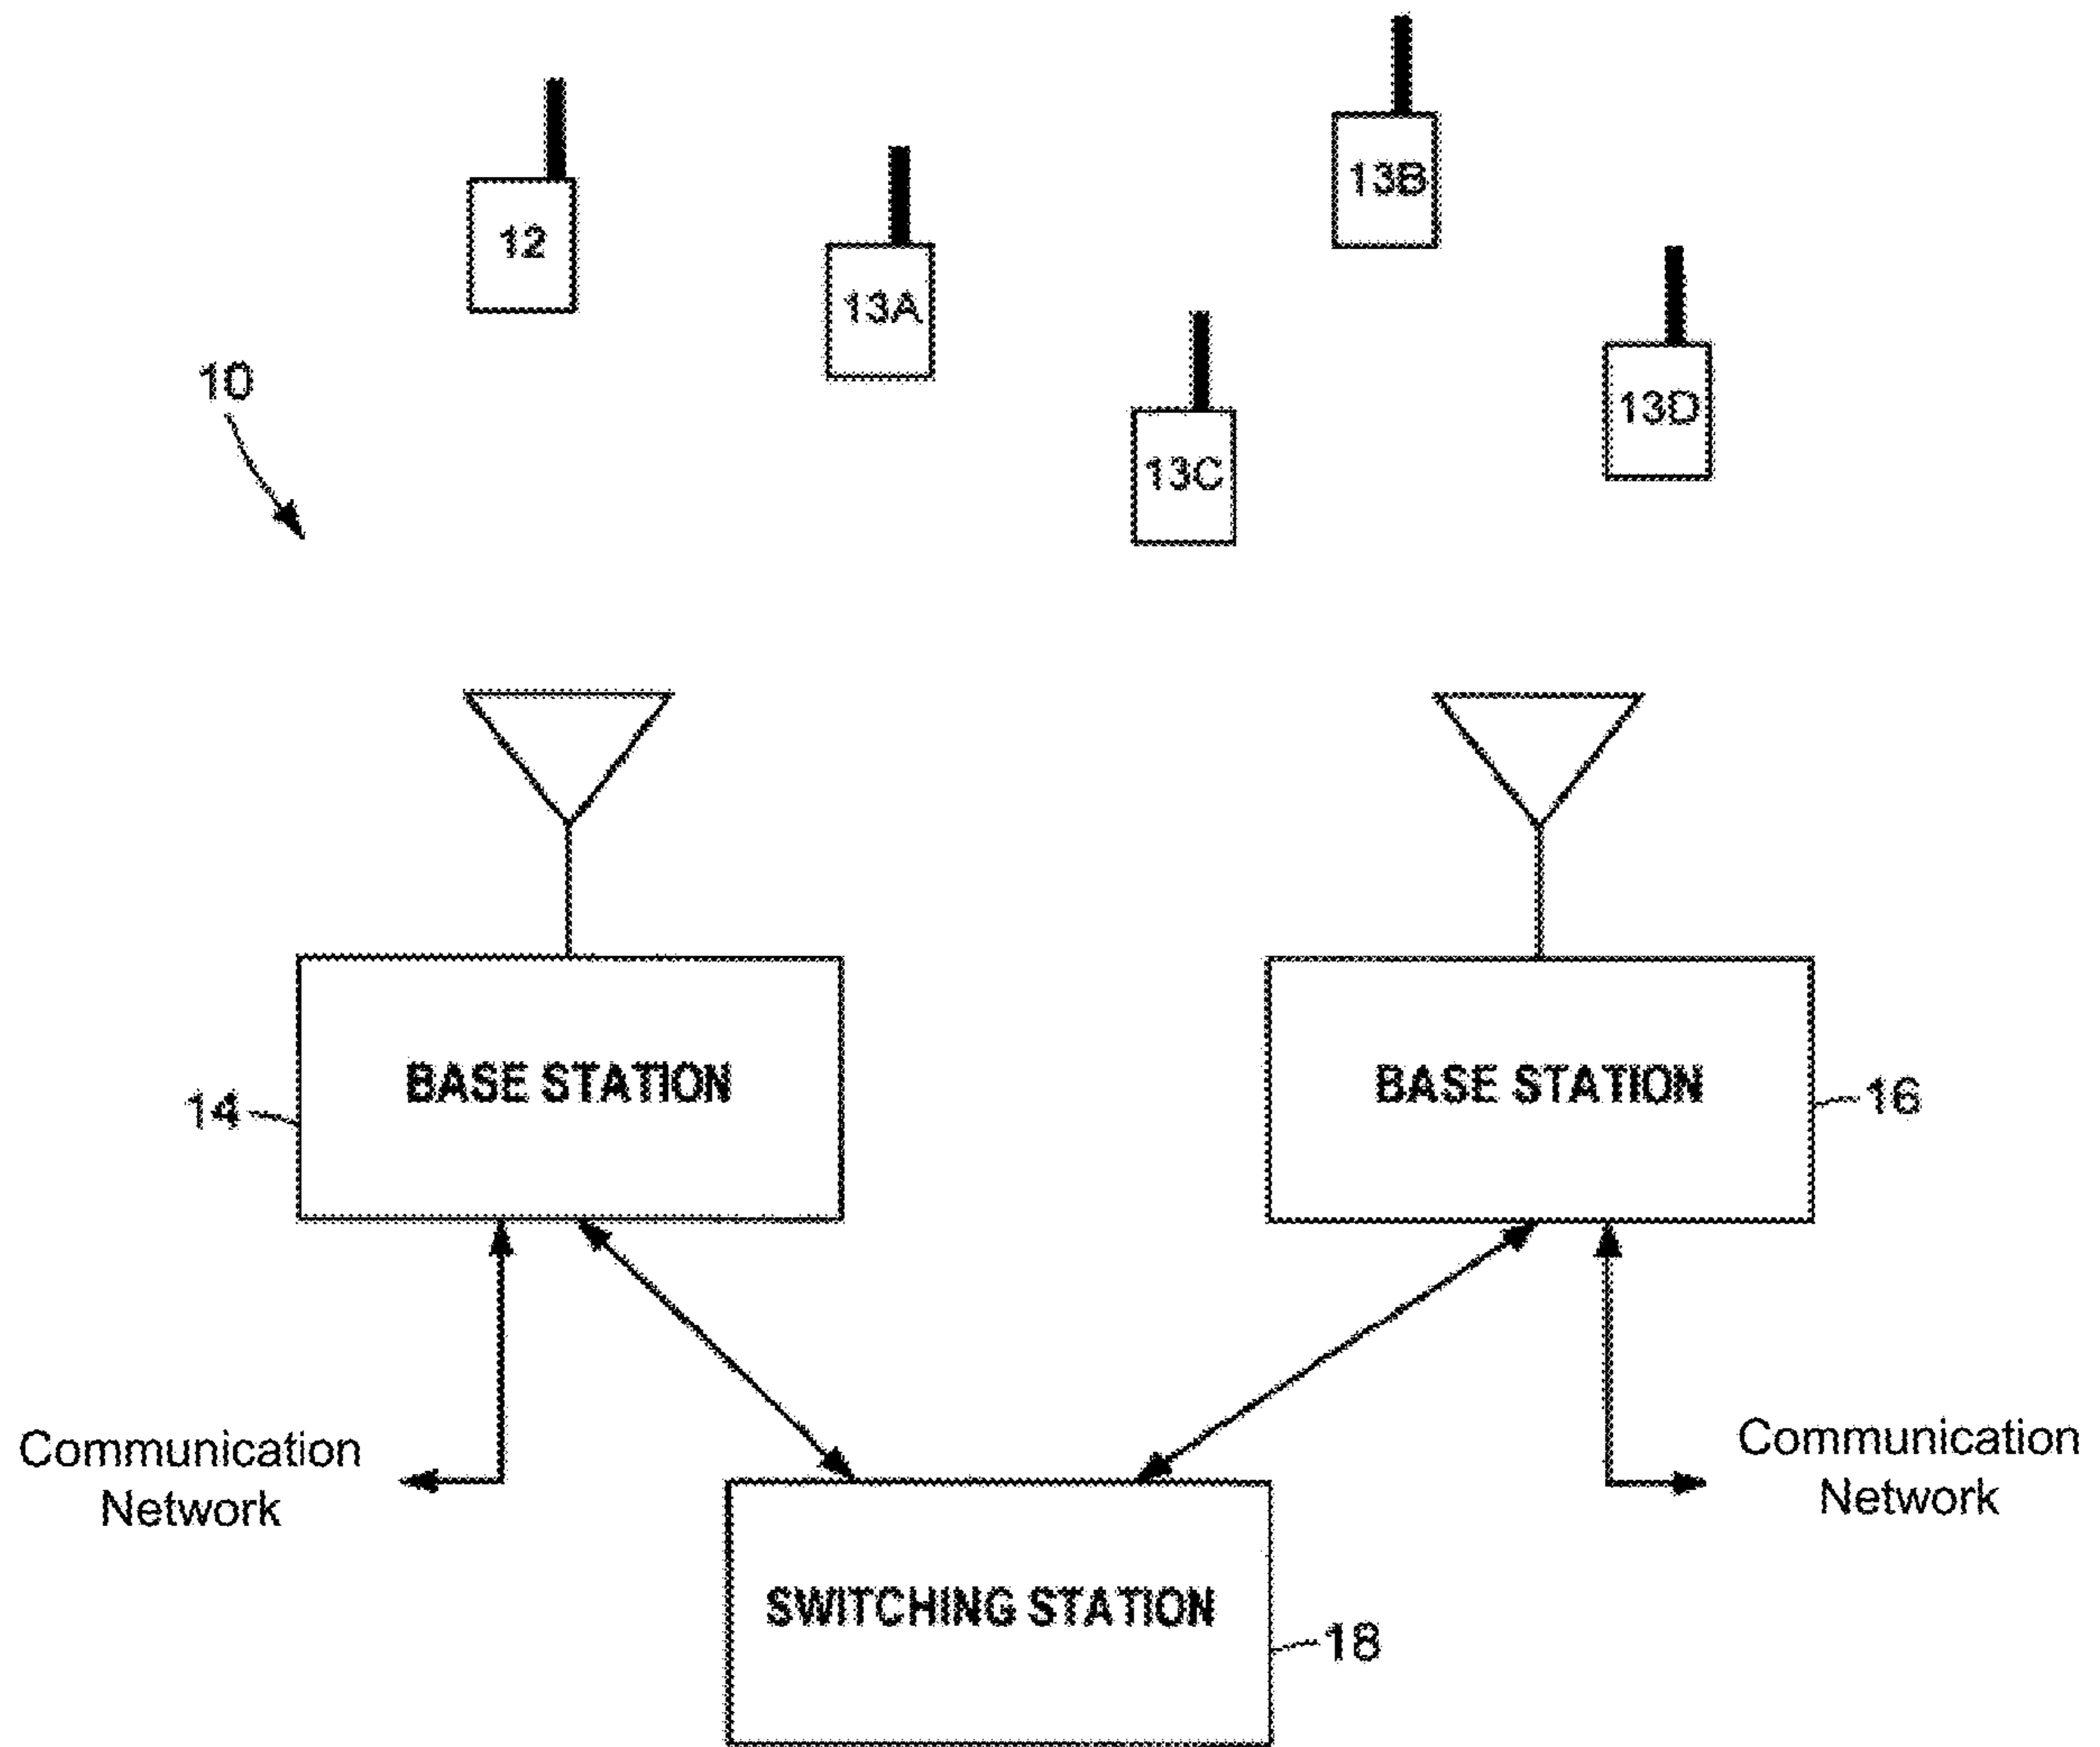 13B
12
13A
10
13D
13C
BASE STATION
BASE STATION
14
16
Communication
Network
Communication
Network
SWITCHING STATION
18